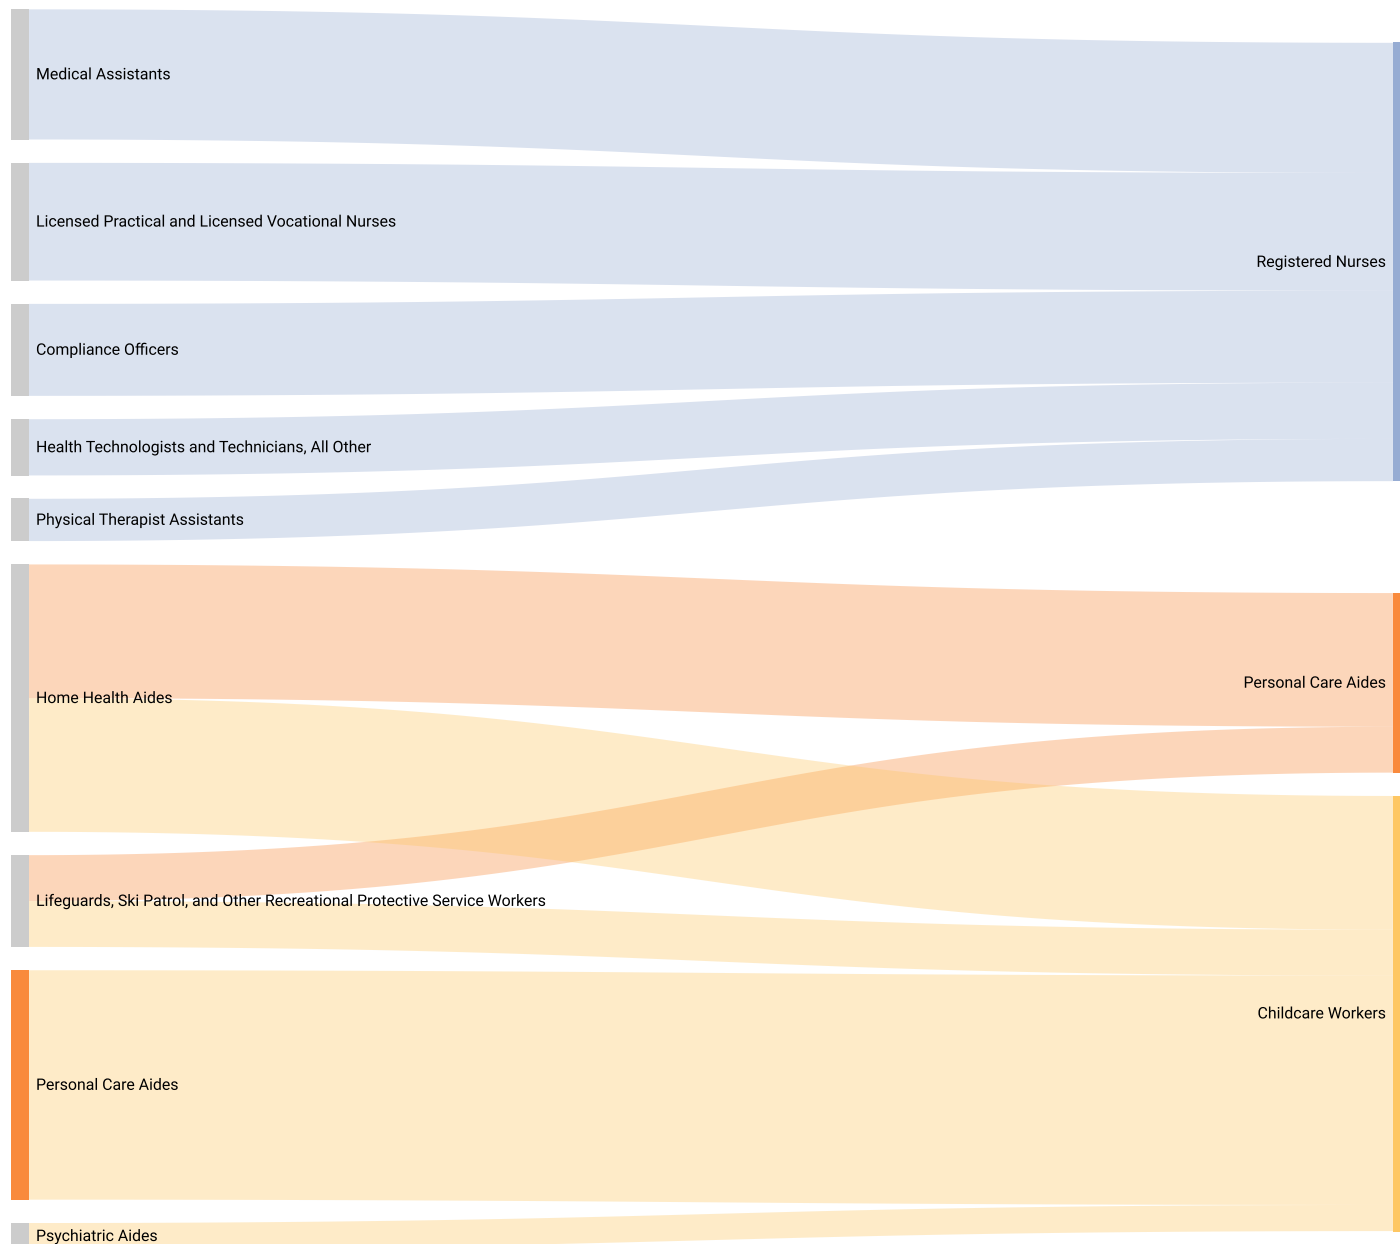 Medical Assistants
Licensed Practical and Licensed Vocational Nurses
Registered Nurses
Compliance Officers
Health Technologists and Technicians, All Other
Physical Therapist Assistants
Personal Care Aides
Home Health Aides
Lifeguards, Ski Patrol, and Other Recreational Protective Service Workers
Childcare Workers
Personal Care Aides
Psychiatric Aides